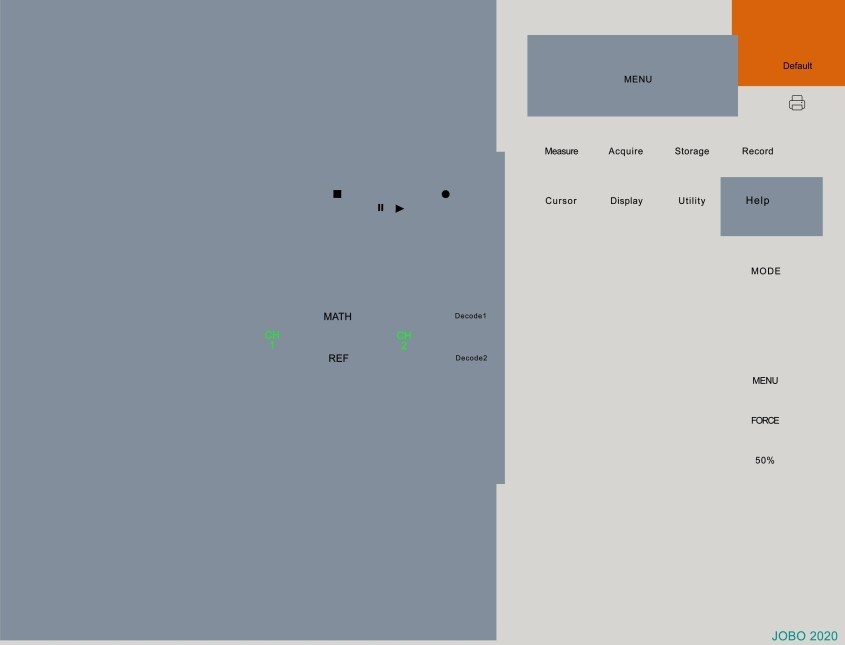 Default
MENU
Measure Acquire Storage Record
Cursor Display Utility Help
MODE
MATH Decode1
CH
1
CH
2
REF Decode2
MENU
FORCE
50%
JOBO 2020